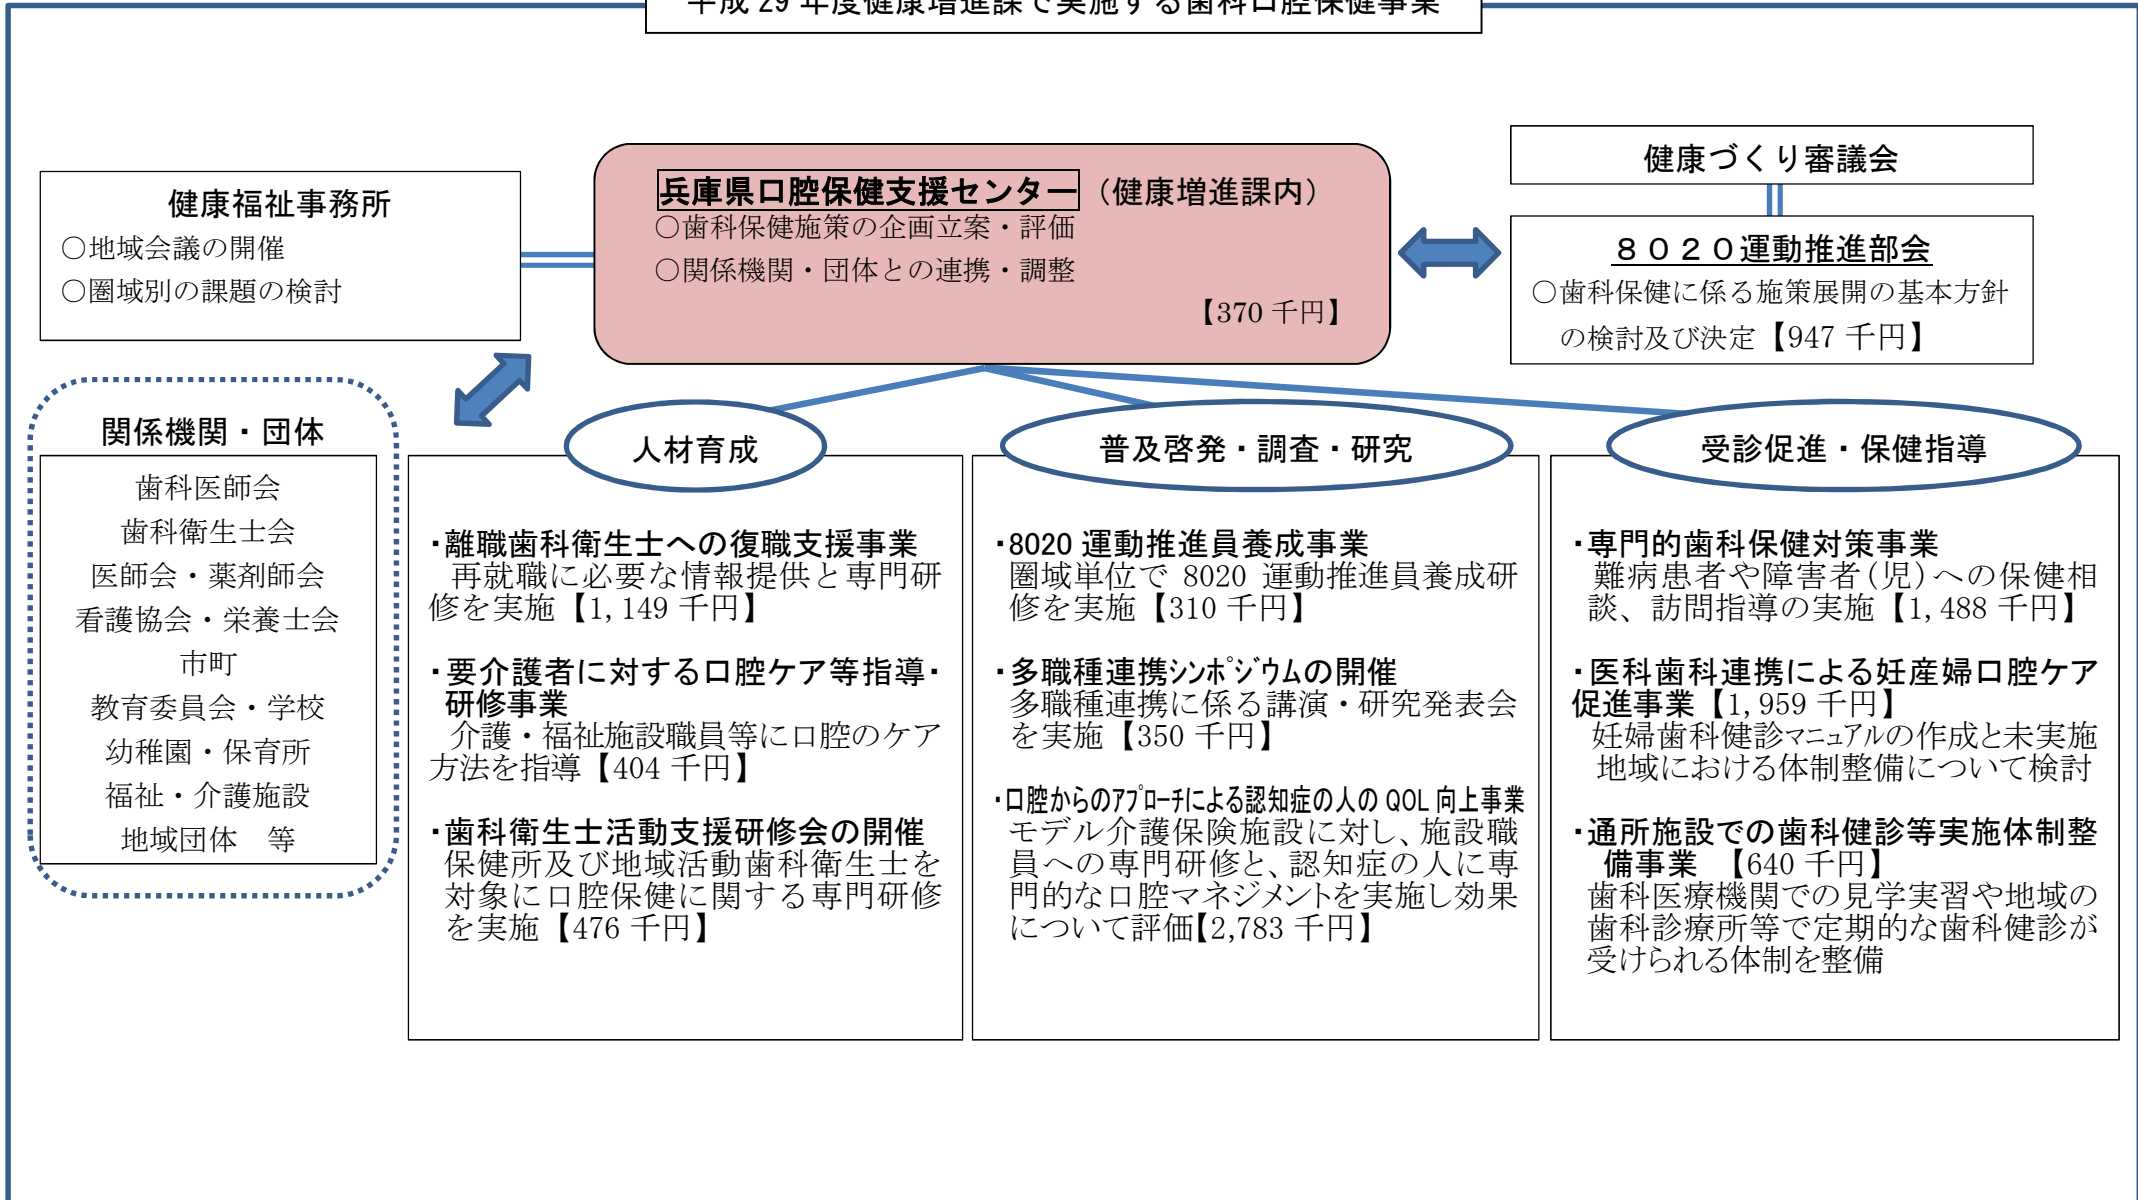 平成 29 年度健康増進課で実施する歯科口腔保健事業
健康福祉事務所
○地域会議の開催
○圏域別の課題の検討
兵庫県口腔保健支援センター（健康増進課内）
○歯科保健施策の企画立案・評価
○関係機関・団体との連携・調整
【370 千円】
健康づくり審議会
８０２０運動推進部会
○歯科保健に係る施策展開の基本方針
の検討及び決定【947 千円】
関係機関・団体
歯科医師会
歯科衛生士会
医師会・薬剤師会
看護協会・栄養士会
市町
教育委員会・学校
幼稚園・保育所
福祉・介護施設
地域団体　等
人材育成
・離職歯科衛生士への復職支援事業
再就職に必要な情報提供と専門研
修を実施【1,149 千円】
・要介護者に対する口腔ケア等指導・
研修事業
介護・福祉施設職員等に口腔のケア
方法を指導【404 千円】
・歯科衛生士活動支援研修会の開催
保健所及び地域活動歯科衛生士を
対象に口腔保健に関する専門研修
を実施【476 千円】
普及啓発・調査・研究
・8020 運動推進員養成事業
圏域単位で 8020 運動推進員養成研
修を実施【310 千円】
・多職種連携ｼﾝﾎﾟｼﾞｳﾑの開催
多職種連携に係る講演・研究発表会
を実施【350 千円】
・口腔からのｱﾌﾟﾛｰﾁによる認知症の人の QOL 向上事業
モデル介護保険施設に対し、施設職
員への専門研修と、認知症の人に専
門的な口腔マネジメントを実施し効果
について評価【2,783 千円】
受診促進・保健指導
・専門的歯科保健対策事業
難病患者や障害者（児）への保健相
談、訪問指導の実施【1,488 千円】
・医科歯科連携による妊産婦口腔ケア
促進事業【1,959 千円】
妊婦歯科健診ﾏﾆｭｱﾙの作成と未実施
地域における体制整備について検討
・通所施設での歯科健診等実施体制整
備事業　【640 千円】
歯科医療機関での見学実習や地域の
歯科診療所等で定期的な歯科健診が
受けられる体制を整備